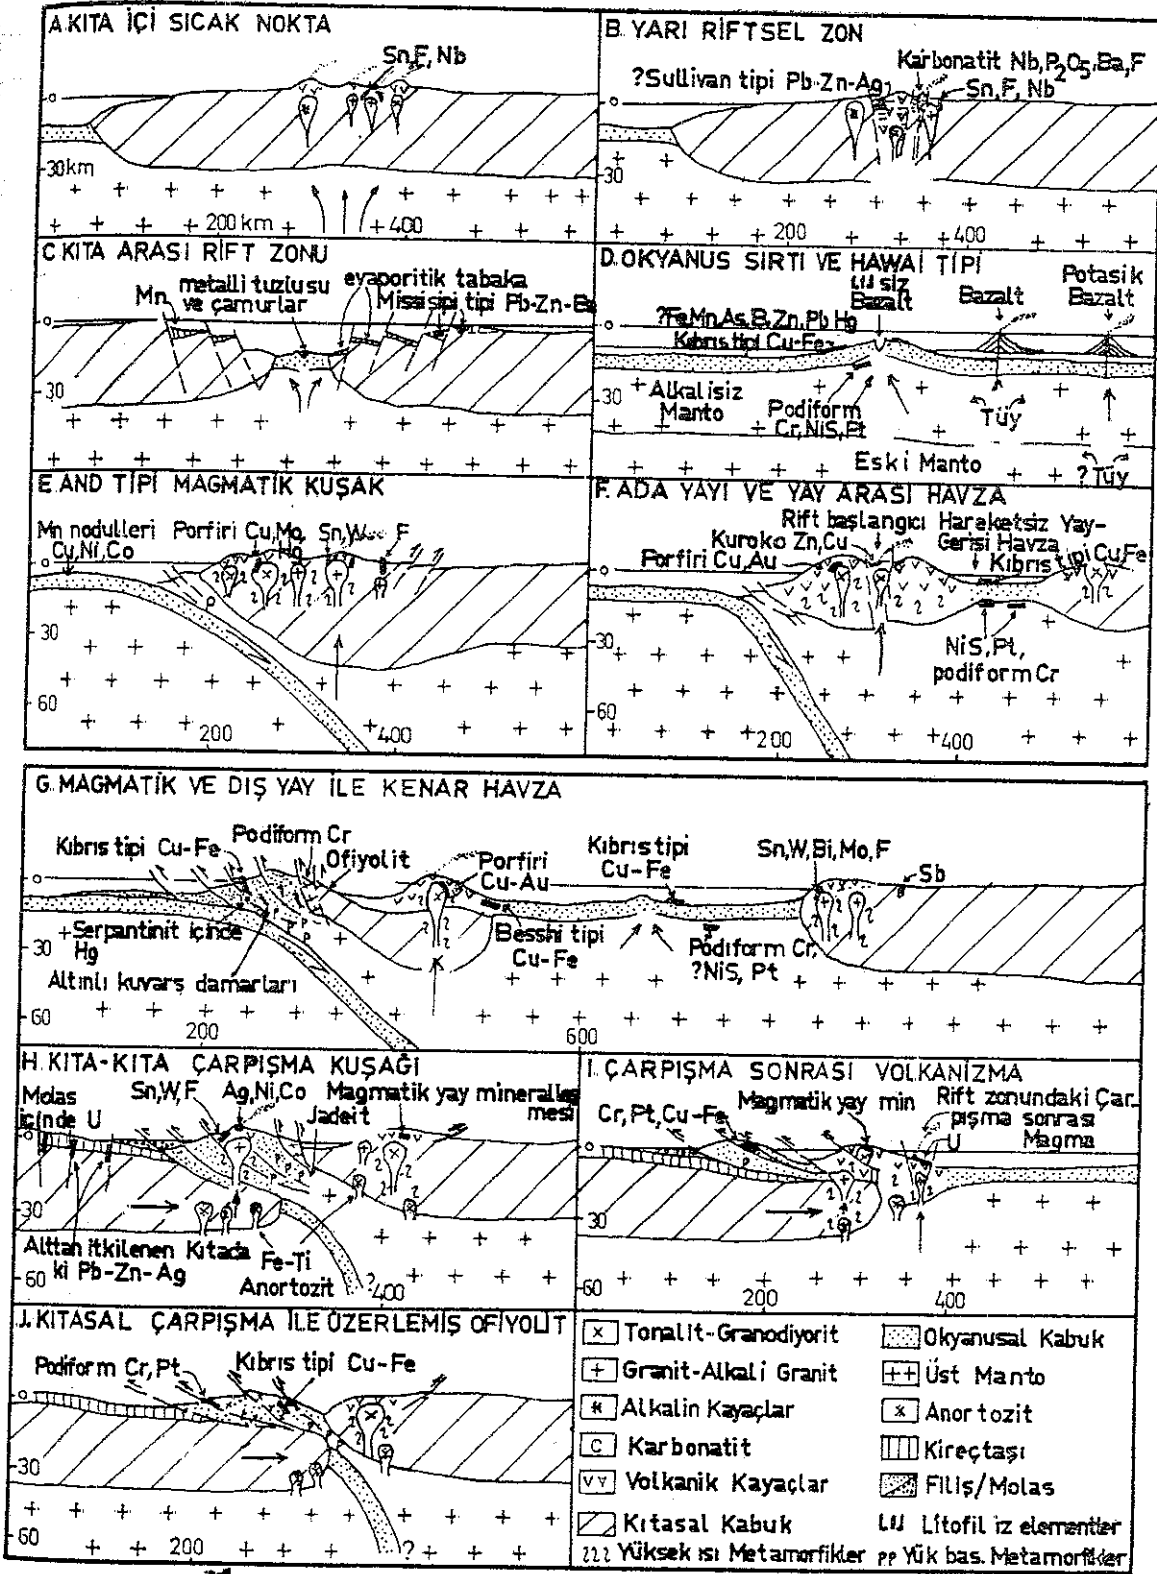 A.KITA İÇİ SICAK NOKTA
Sn,F, Nb
0
30km
200 km
400
B. YARI RİFTSEL ZON
Karbonatit Nb,P2O5,Ba,F
?Sullivan tipi Pb-Zn-Ag
Sn, F, Nb
0
30
200
400
C.KITA ARASI RİFT ZONU
metalli tuzlusu
ve çamurlar
evaporitik tabaka
Mn
Missisipi tipi Pb-Zn-Ba
0
30
D.OKYANUS SIRTI VE HAWAİ TİPİ
siz
Bazalt
Bazalt
Potasik
Bazalt
?Fe,Mn,As,B,Zn,Pb Hg
Kıbrıs tipi Cu-Fe
0
30
Alkalisiz
Manto
Podiform
Cr,NiS,Pt
Tüy
Eski Manto
? Tüy
E.AND TİPİ MAGMATİK KUŞAK
Mn nodulleri
Cu,Ni,Co
Porfiri Cu,Mo,
Hg
Sn,W
F
0
30
60
200
400
F. ADA YAYI VE YAY ARASI HAVZA
Rift başlangıcı
Hareketsiz Yay-
Gerisi Havza
Kuroko Zn,Cu
Porfiri Cu,Au
Kıbrıs tipi Cu,Fe
0
30
NiS, Pt,
podiform Cr
60
200
400
G. MAGMATİK VE DIŞ YAY İLE KENAR HAVZA
Kıbrıs tipi Cu-Fe
Podiform Cr
Ofiyolit
Porfiri
Cu-Au
Kıbrıs tipi
Cu-Fe
Sn,W,Bi,Mo,F
Sb
0
Serpantinit içinde
Hg
30
Besshi tipi
Cu-Fe
Podiform Cr,
?NiS, Pt
Altınlı kuvars damarları
60
200
600
H.KITA-KITA ÇARPIŞMA KUŞAĞI
Molas
içinde U
Sn,W,F
Ag,Ni,Co
Magmatik yay mineralleş
mesi
Jadeit
0
30
Alttan itkilenen Kıtada
ki Pb-Zn-Ag
Fe-Ti
Anortozit
60
?
400
I. ÇARPIŞMA SONRASI VOLKANİZMA
Cr, Pt, Cu-Fe
Magmatik yay min
Rift zonundaki Çar-
pışma sonrası
Magma
U
0
30
60
200
400
J. KITASAL ÇARPIŞMA İLE ÜZERLEMİŞ OFİYOLİT
Podiform Cr, Pt
Kıbrıs tipi Cu-Fe
0
30
60
200
?
Tonalit-Granodiyorit
Granit-Alkali Granit
Alkalin Kayaçlar
C Karbonatit
Volkanik Kayaçlar
Kıtasal Kabuk
222 Yüksek ısı Metamorfikler
Okyanusal Kabuk
Üst Manto
Anortozit
Kireçtaşı
Filiş/Molas
Litofil iz elementler
pp Yük bas. Metamorfikler